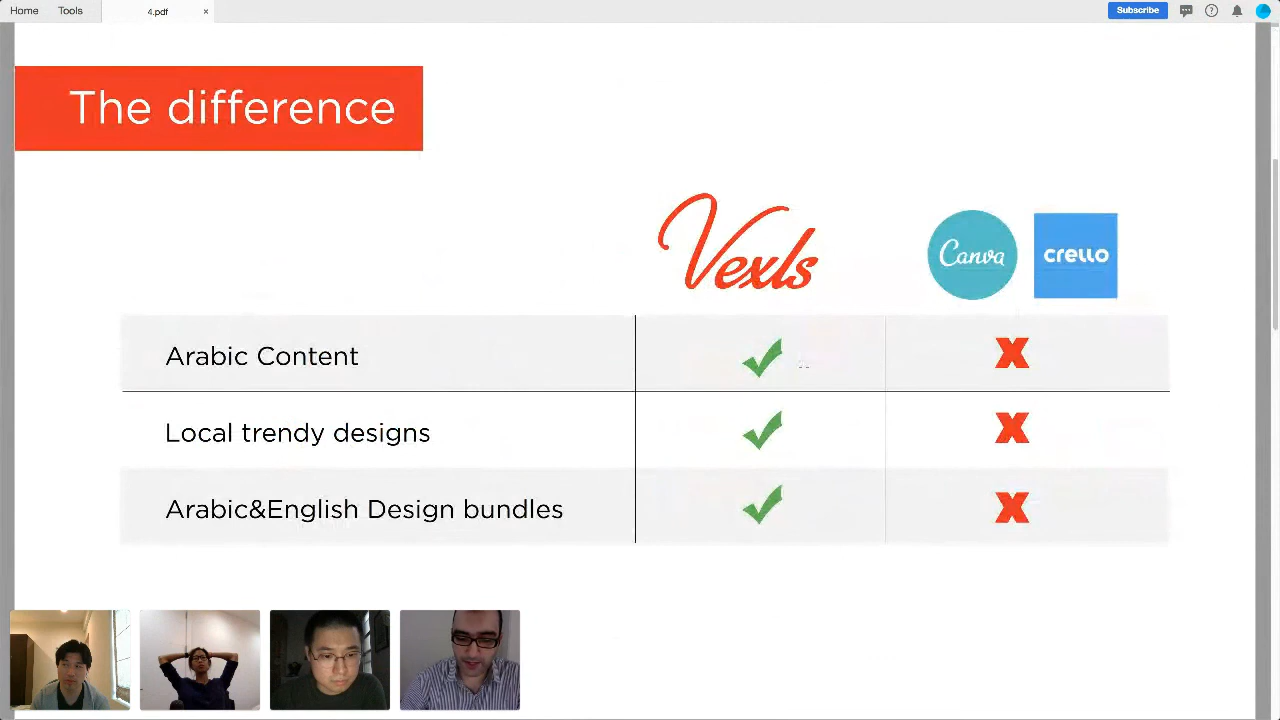 Home Tools 4.pdf × Subscribe
The difference
Vexls Canva crello
Arabic Content
Local trendy designs
Arabic&English Design bundles